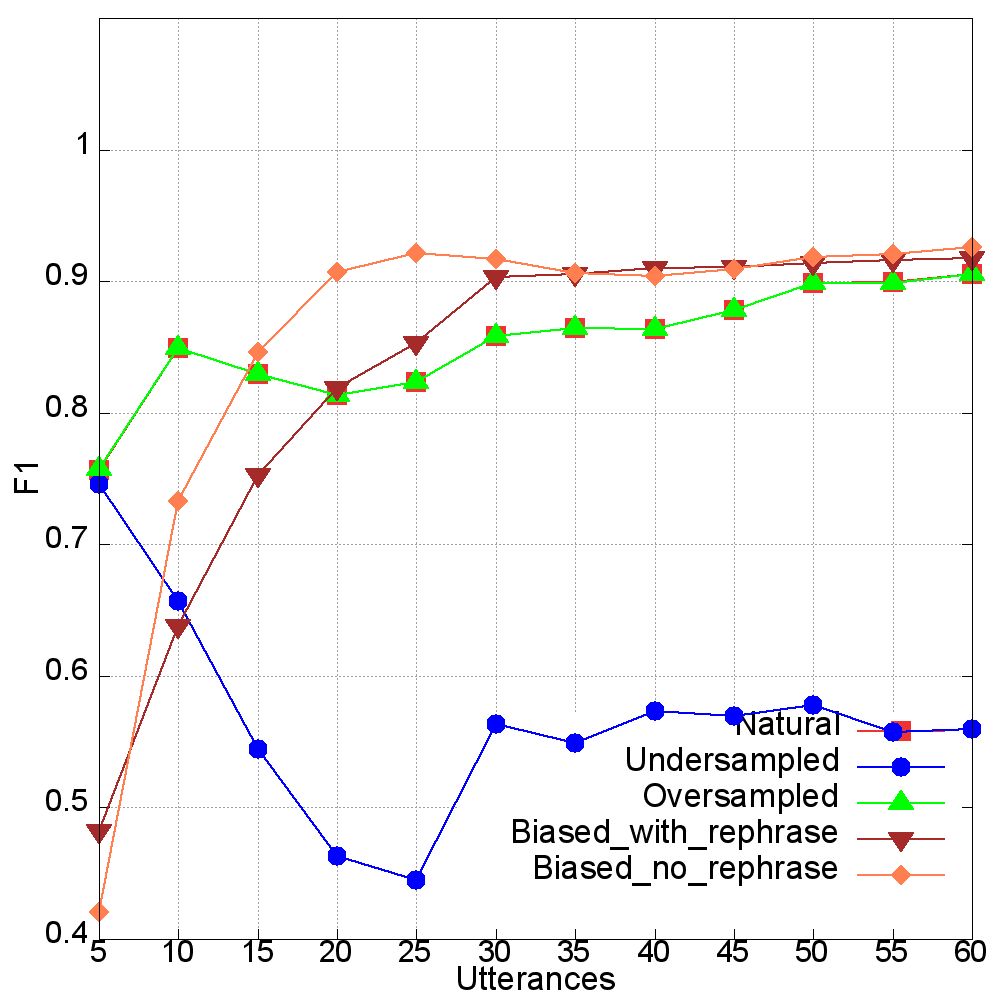 1
0.9
0.8
0.7
0.6
0.5
0.4
F1
Natural
Undersampled
Oversampled
Biased_with_rephrase
Biased_no_rephrase
5 10 15 20 25 30 35 40 45 50 55 60
Utterances